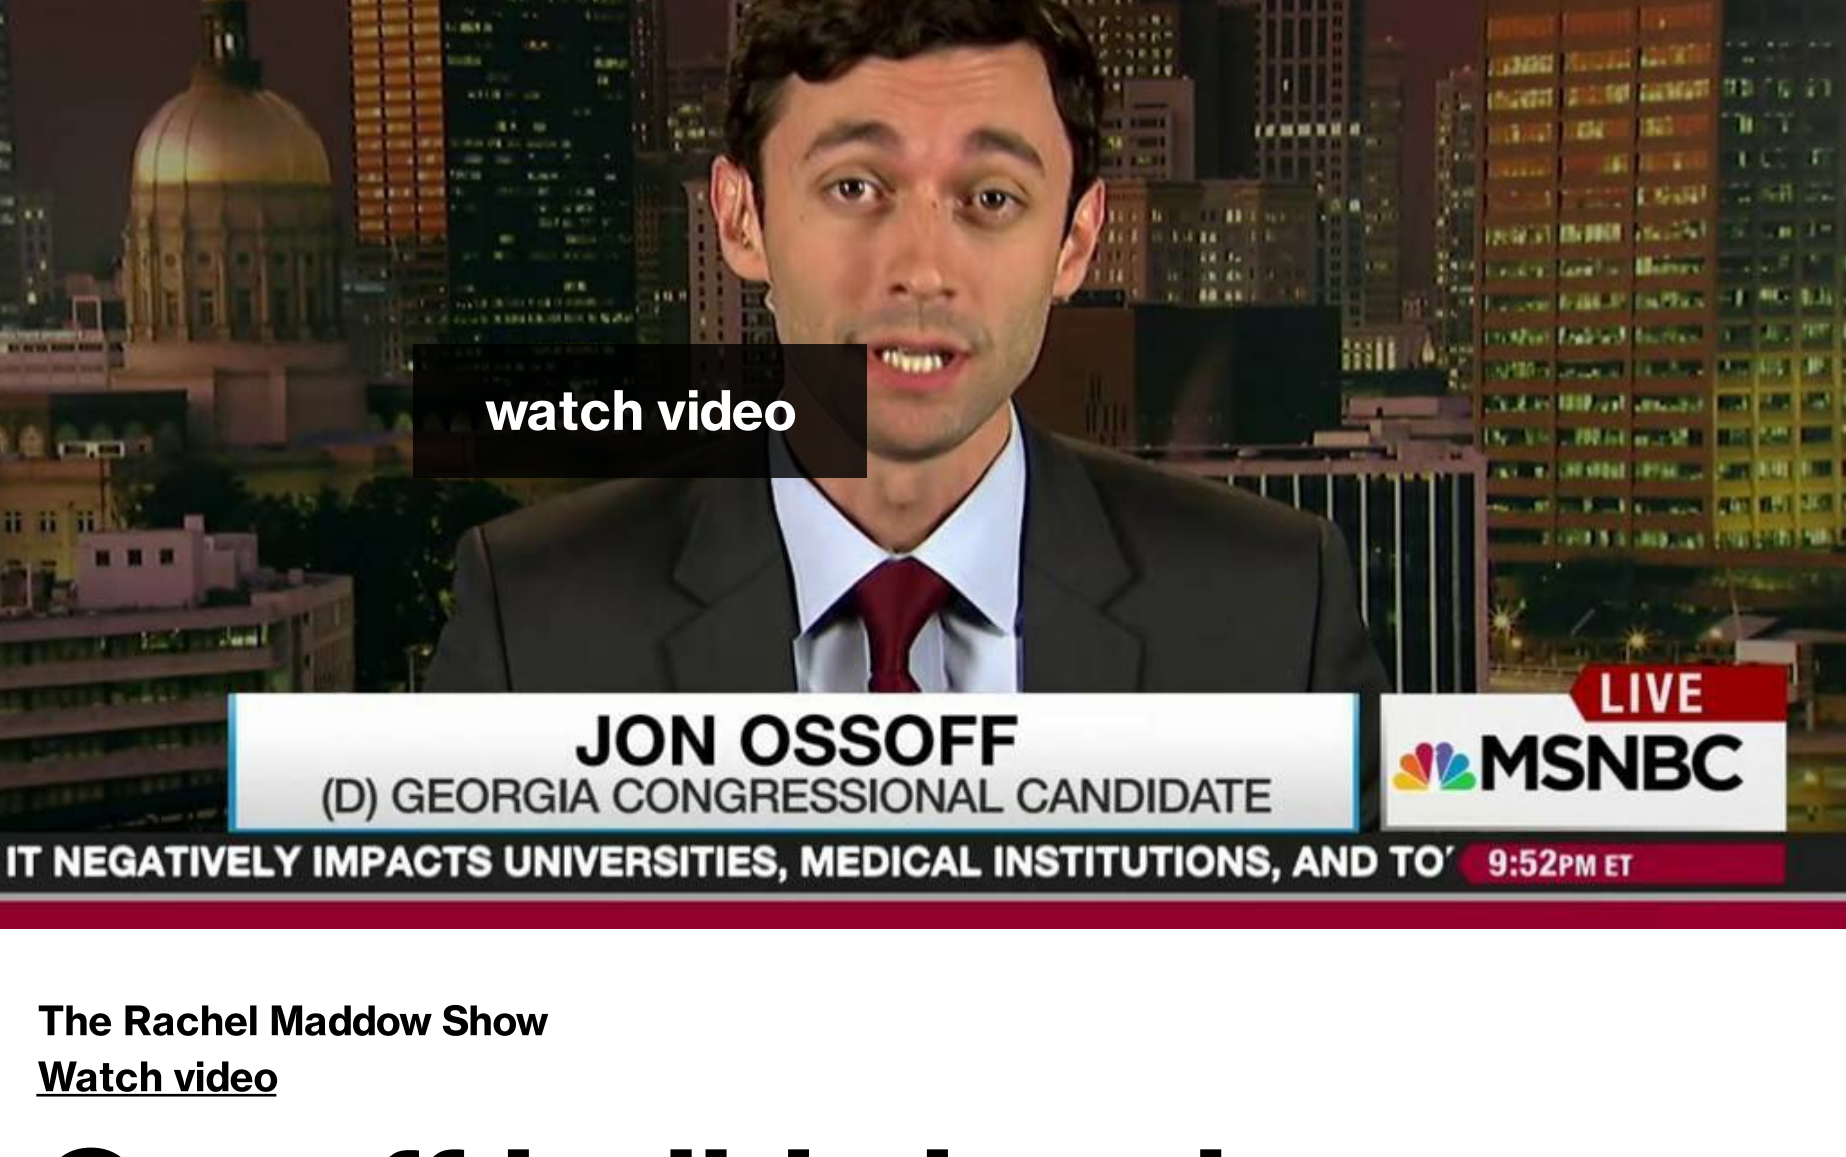 watch video
LIVE
JON OSSOFF
MSNBC
(D) GEORGIA CONGRESSIONAL CANDIDATE
IT NEGATIVELY IMPACTS UNIVERSITIES, MEDICAL INSTITUTIONS, AND TO
9:52PM ET
The Rachel Maddow Show
Watch video